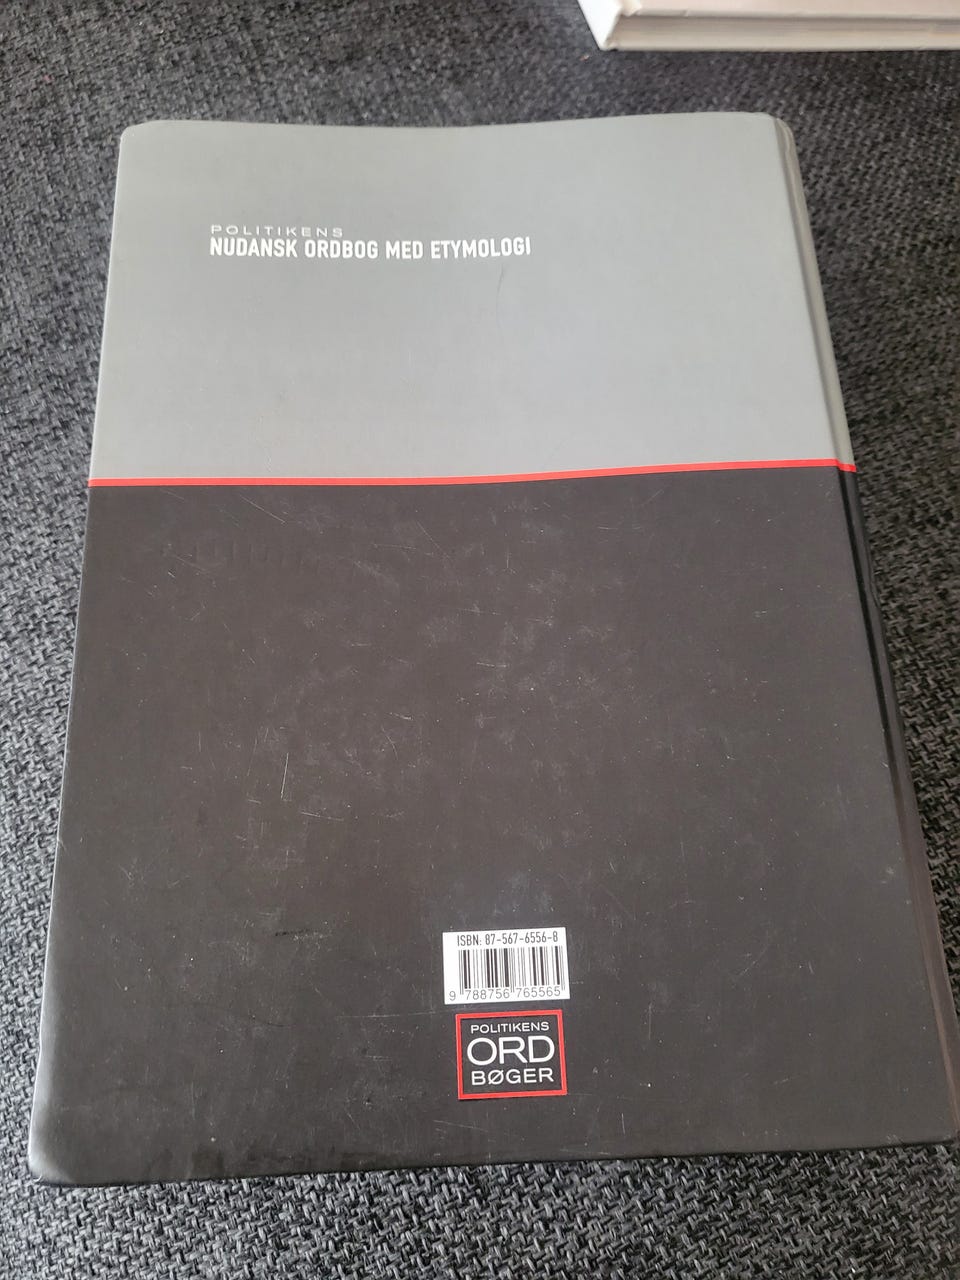 POLITIKENS
NUDANSK ORDBOG MED ETYMOLOGI
ISBN: 87-567-6556-8
9 788756 765565
POLITIKENS
ORD
BØGER